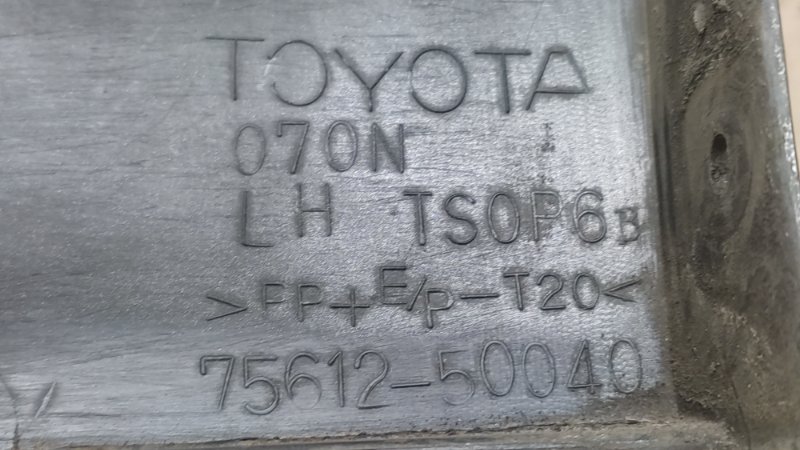 TOYOTA
070N
LH TSOP6B
>PP+E/P-T20<
75612-50040